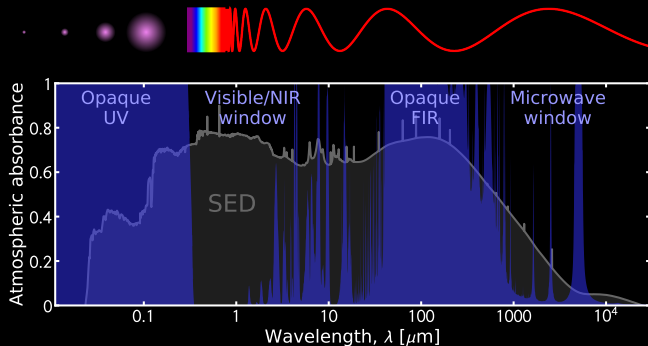 Opaque
UV
Visible/NIR
window
Opaque
FIR
Microwave
window
SED
Atmospheric absorbance
1
0.8
0.6
0.4
0.2
0
0.1
1
10
100
1000
10⁴
Wavelength, λ [μm]